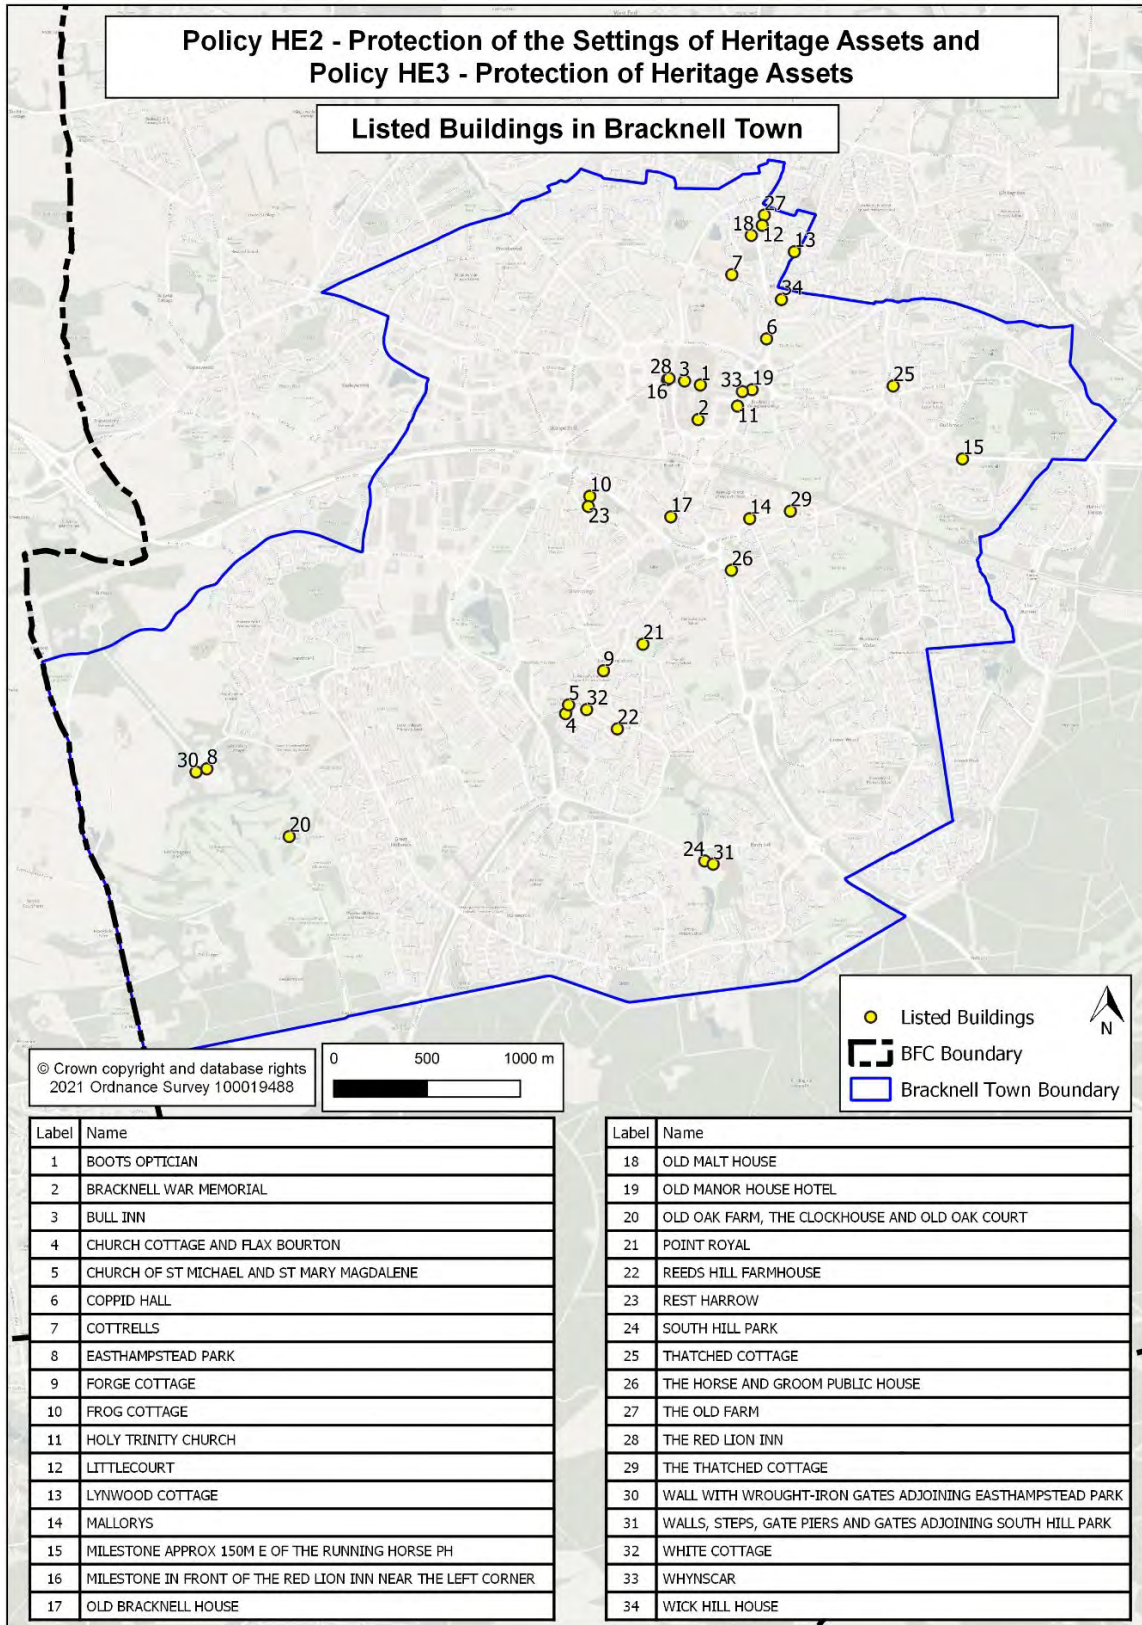 Policy HE2 - Protection of the Settings of Heritage Assets and
Policy HE3 - Protection of Heritage Assets
Listed Buildings in Bracknell Town
27
18
12
13
7
34
6
28
3
1
16
33
19
25
2
11
15
10
23
17
14
29
26
21
9
5
32
4
22
30
8
20
24
31
Listed Buildings
N
BFC Boundary
Bracknell Town Boundary
© Crown copyright and database rights
2021 Ordnance Survey 100019488
0 500 1000 m
Label Name
1 BOOTS OPTICIAN
2 BRACKNELL WAR MEMORIAL
3 BULL INN
4 CHURCH COTTAGE AND FLAX BOURTON
5 CHURCH OF ST MICHAEL AND ST MARY MAGDALENE
6 COPPID HALL
7 COTTRELLS
8 EASTHAMPSTEAD PARK
9 FORGE COTTAGE
10 FROG COTTAGE
11 HOLY TRINITY CHURCH
12 LITTLECOURT
13 LYNWOOD COTTAGE
14 MALLORYS
15 MILESTONE APPROX 150M E OF THE RUNNING HORSE PH
16 MILESTONE IN FRONT OF THE RED LION INN NEAR THE LEFT CORNER
17 OLD BRACKNELL HOUSE
Label Name
18 OLD MALT HOUSE
19 OLD MANOR HOUSE HOTEL
20 OLD OAK FARM, THE CLOCKHOUSE AND OLD OAK COURT
21 POINT ROYAL
22 REEDS HILL FARMHOUSE
23 REST HARROW
24 SOUTH HILL PARK
25 THATCHED COTTAGE
26 THE HORSE AND GROOM PUBLIC HOUSE
27 THE OLD FARM
28 THE RED LION INN
29 THE THATCHED COTTAGE
30 WALL WITH WROUGHT-IRON GATES ADJOINING EASTHAMPSTEAD PARK
31 WALLS, STEPS, GATE PIERS AND GATES ADJOINING SOUTH HILL PARK
32 WHITE COTTAGE
33 WHYNSCAR
34 WICK HILL HOUSE